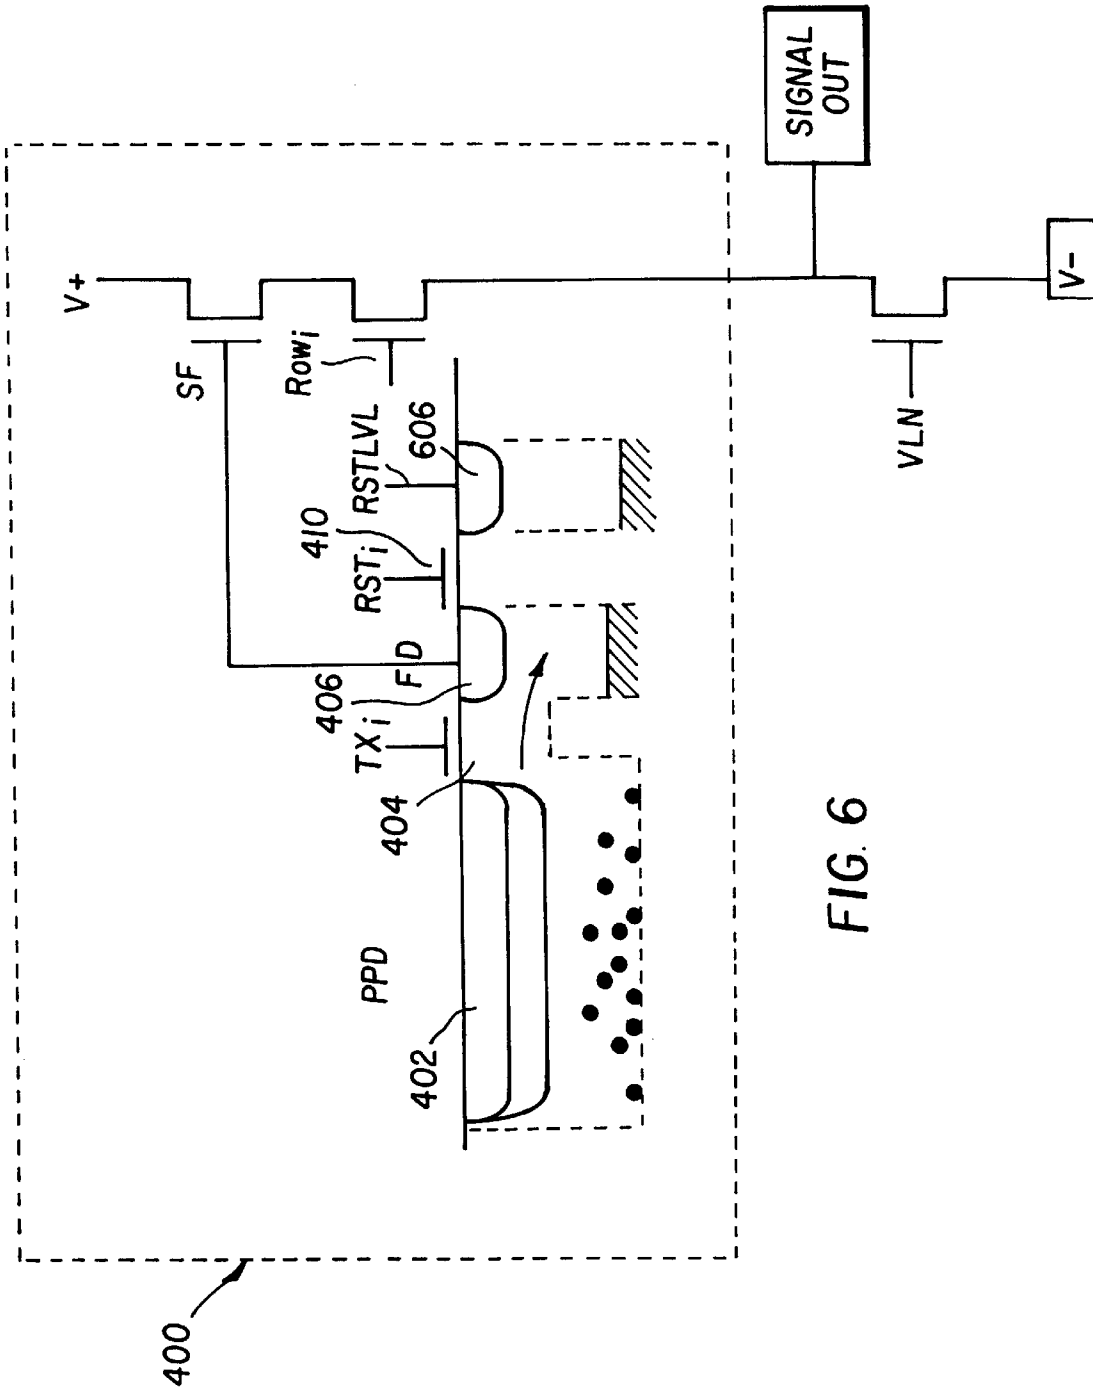 400
402
PPD
404
TXi
406
FD
RSTi
410
RSTLVL
606
SF
Rowi
V+
VLN
V-
SIGNAL
OUT
FIG. 6